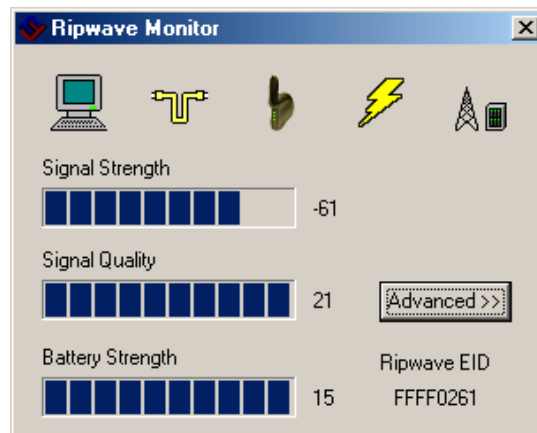 Ripwave Monitor
Signal Strength
-61
Signal Quality
21
Advanced >>
Battery Strength
15
Ripwave EID
FFFF0261